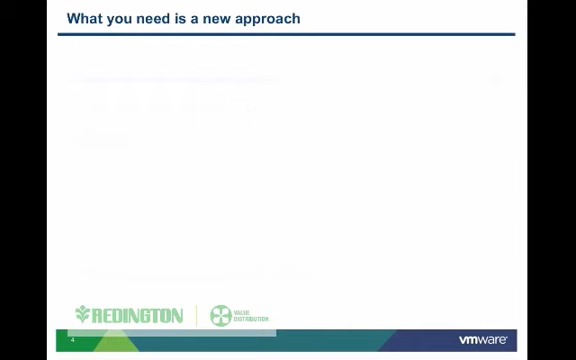 What you need is a new approach
REDINGTON
VALUE
DISTRIBUTION
4
vmware®